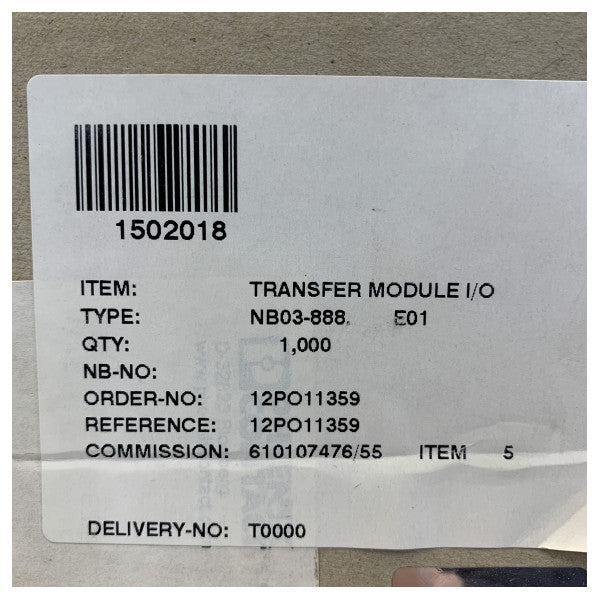 1502018
ITEM: TRANSFER MODULE I/O
TYPE: NB03-888. E01
QTY: 1,000
NB-NO:
ORDER-NO: 12PO11359
REFERENCE: 12PO11359
COMMISSION: 610107476/55 ITEM 5
DELIVERY-NO: T0000